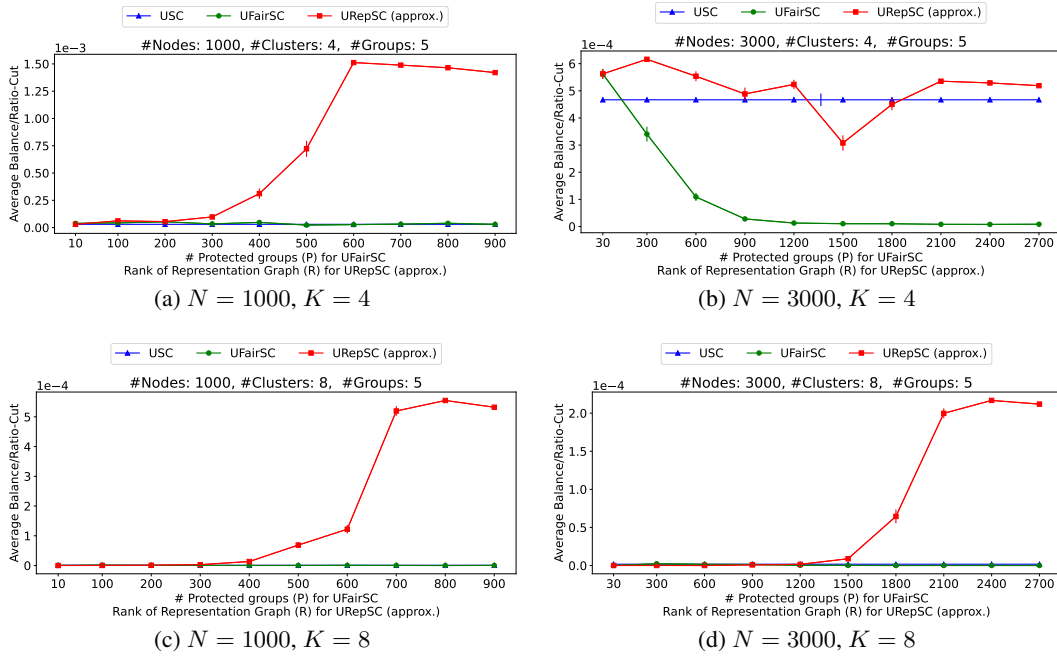 USC UFairSC URepSC (approx.)
#Nodes: 1000, #Clusters: 4, #Groups: 5
1e−3
Average Balance/Ratio-Cut
1.50
1.25
1.00
0.75
0.50
0.25
0.00
10 100 200 300 400 500 600 700 800 900
# Protected groups (P) for UFairSC
Rank of Representation Graph (R) for URepSC (approx.)
(a) N = 1000, K = 4
USC UFairSC URepSC (approx.)
#Nodes: 3000, #Clusters: 4, #Groups: 5
1e−4
Average Balance/Ratio-Cut
6
5
4
3
2
1
0
30 300 600 900 1200 1500 1800 2100 2400 2700
# Protected groups (P) for UFairSC
Rank of Representation Graph (R) for URepSC (approx.)
(b) N = 3000, K = 4
USC UFairSC URepSC (approx.)
#Nodes: 1000, #Clusters: 8, #Groups: 5
1e−4
Average Balance/Ratio-Cut
5
4
3
2
1
0
10 100 200 300 400 500 600 700 800 900
# Protected groups (P) for UFairSC
Rank of Representation Graph (R) for URepSC (approx.)
(c) N = 1000, K = 8
USC UFairSC URepSC (approx.)
#Nodes: 3000, #Clusters: 8, #Groups: 5
1e−4
Average Balance/Ratio-Cut
2.0
1.5
1.0
0.5
0.0
30 300 600 900 1200 1500 1800 2100 2400 2700
# Protected groups (P) for UFairSC
Rank of Representation Graph (R) for URepSC (approx.)
(d) N = 3000, K = 8